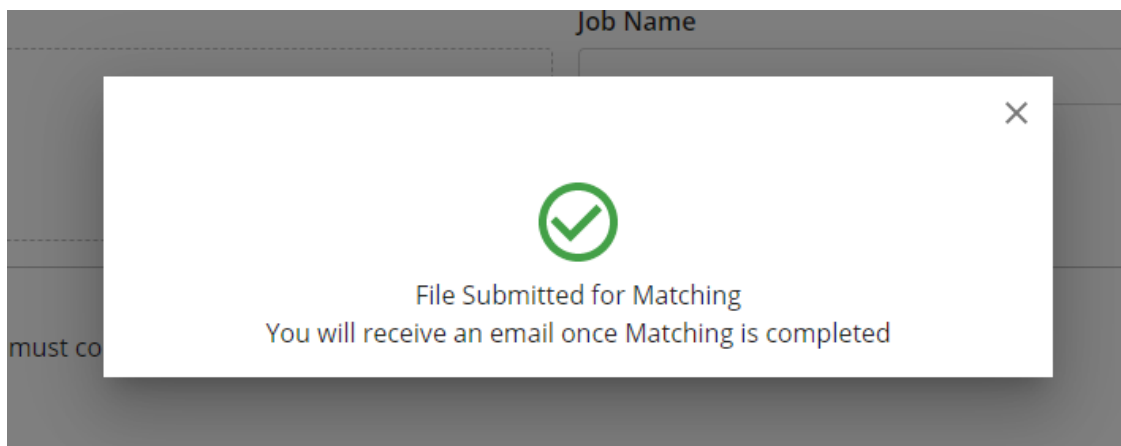 Job Name
File Submitted for Matching
You will receive an email once Matching is completed
must co